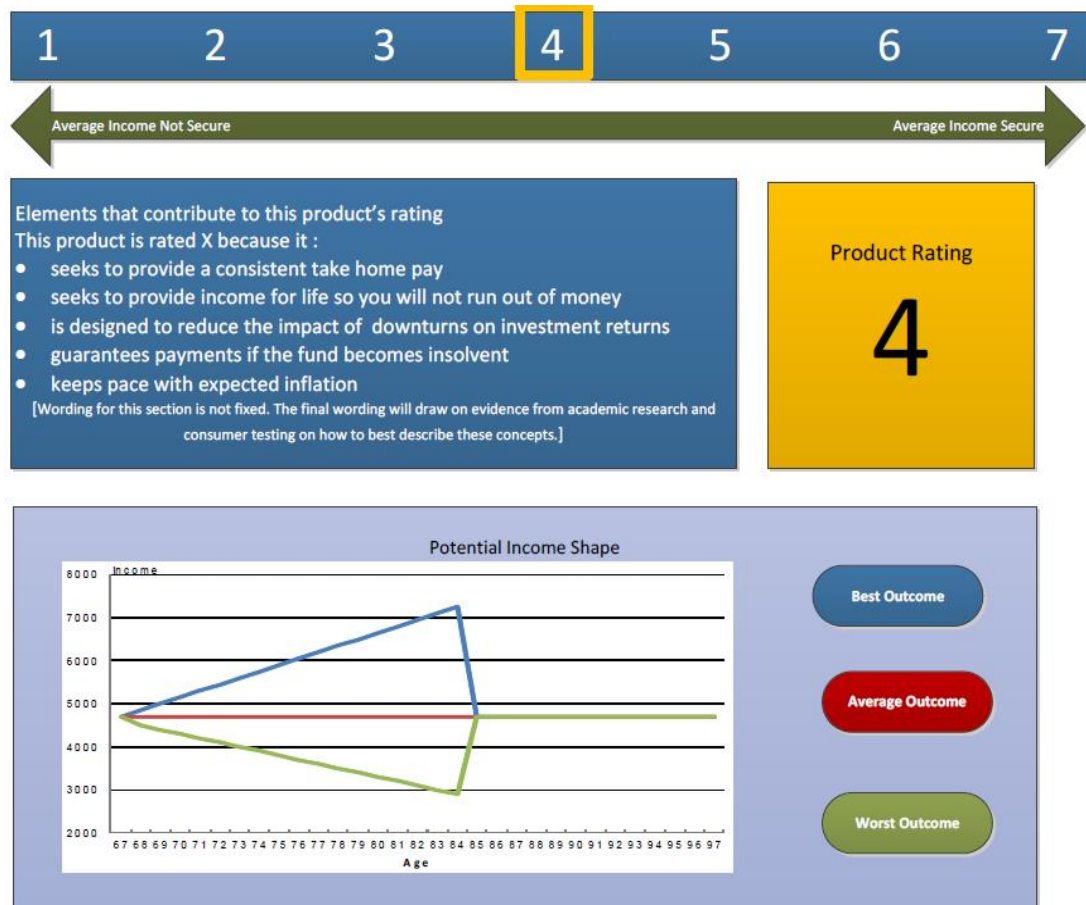 1 2 3 4 5 6 7
Average Income Not Secure Average Income Secure
Elements that contribute to this product's rating
This product is rated X because it :
• seeks to provide a consistent take home pay
• seeks to provide income for life so you will not run out of money
• is designed to reduce the impact of downturns on investment returns
• guarantees payments if the fund becomes insolvent
• keeps pace with expected inflation
[Wording for this section is not fixed. The final wording will draw on evidence from academic research and
consumer testing on how to best describe these concepts.]
Product Rating
4
Potential Income Shape
Income
8000
7000
6000
5000
4000
3000
2000
67 68 69 70 71 72 73 74 75 76 77 78 79 80 81 82 83 84 85 86 87 88 89 90 91 92 93 94 95 96 97
Age
Best Outcome
Average Outcome
Worst Outcome